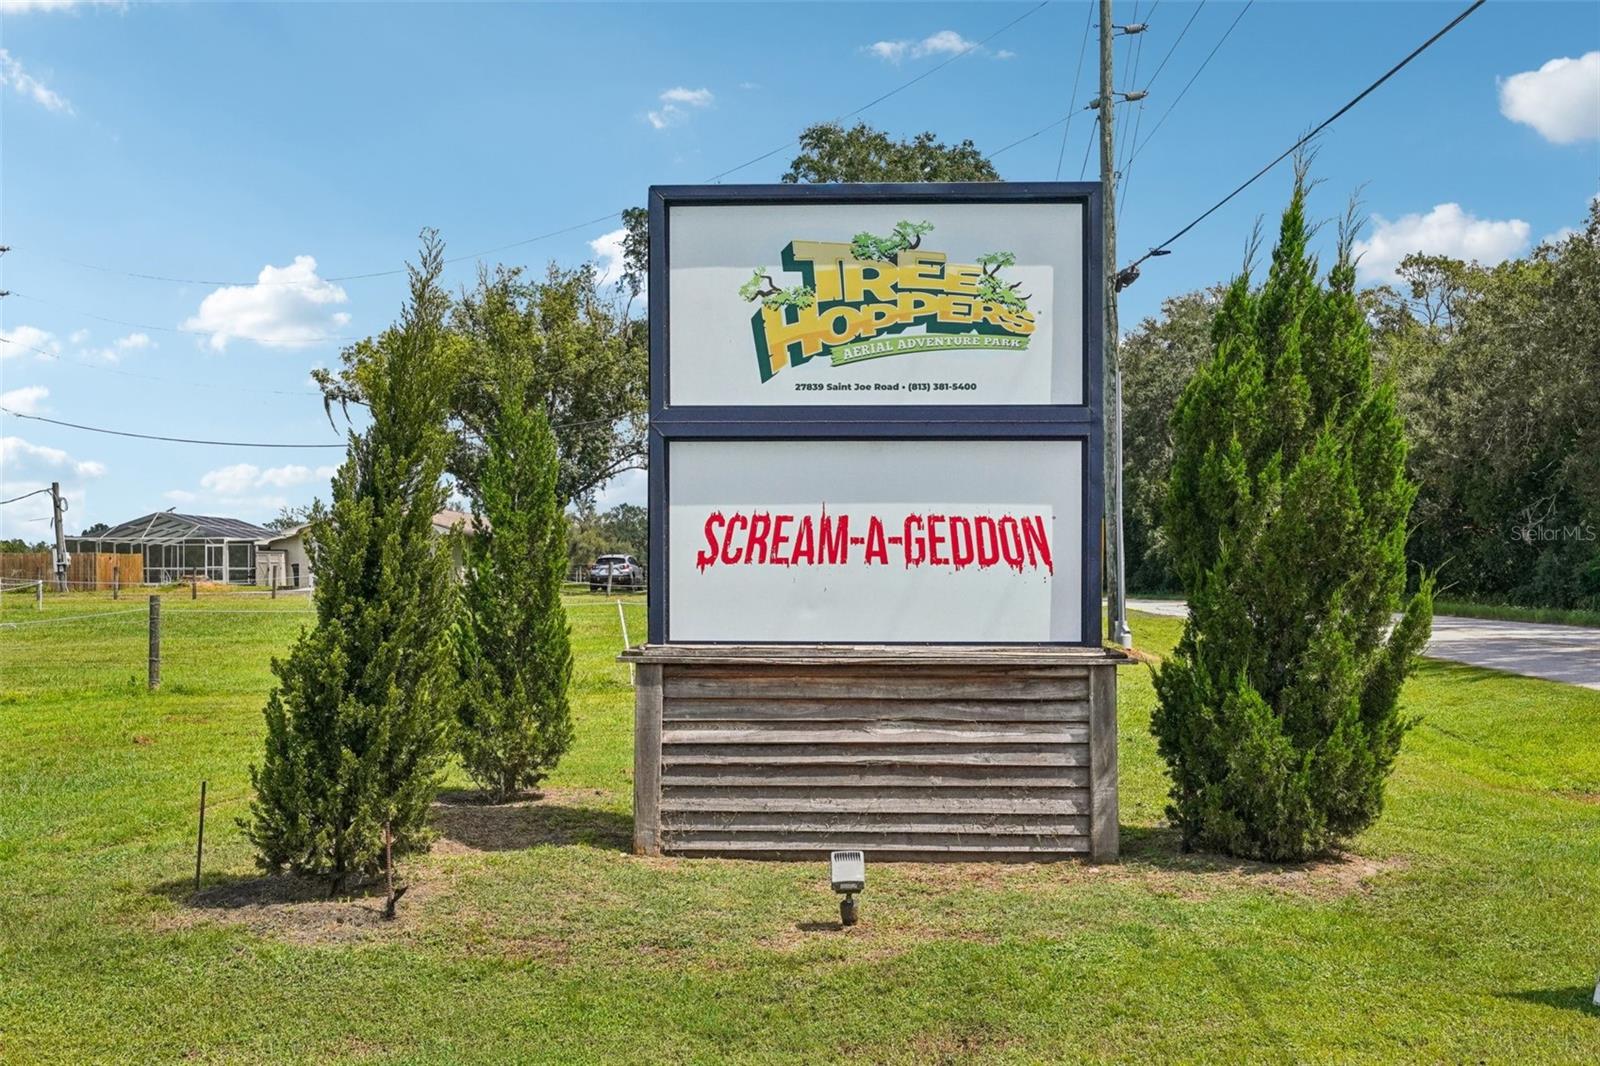 TREE
HOPPERS
AERIAL ADVENTURE PARK
27839 Saint Joe Road • (813) 381-5400
SCREAM-A-GEDDON
Stellar MLS